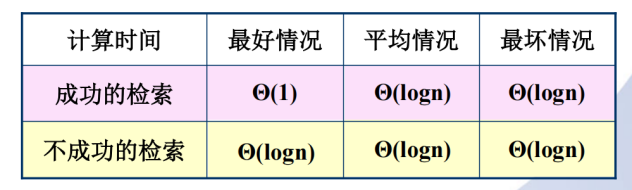 计算时间 最好情况 平均情况 最坏情况
成功的检索 Θ(1) Θ(logn) Θ(logn)
不成功的检索 Θ(logn) Θ(logn) Θ(logn)